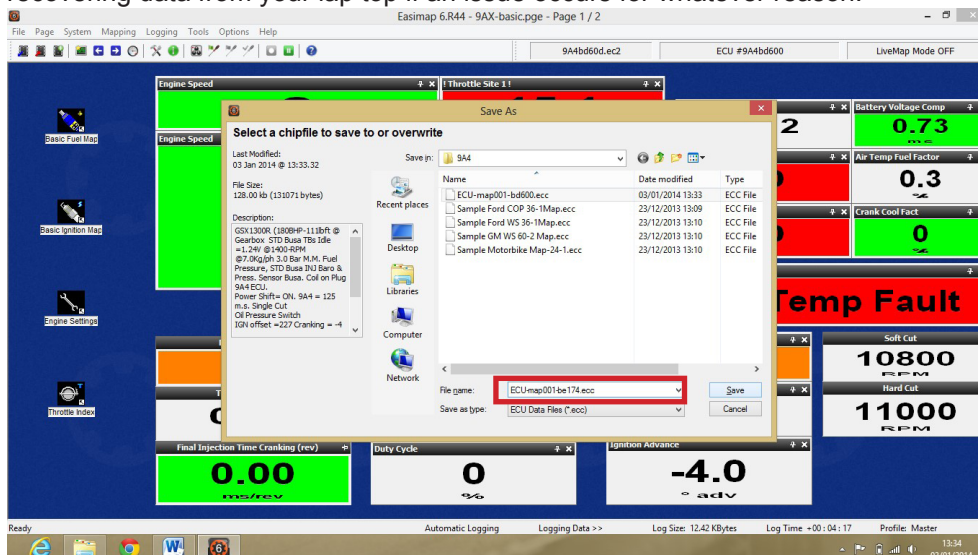 recovering data from your lap top if an issue occurs for whatever reason.
Easimap 6.R44 - 9AX-basic.pge - Page 1 / 2
File Page System Mapping Logging Tools Options Help
9A4bd60d.ec2 ECU #9A4bd600 LiveMap Mode OFF
Engine Speed
! Throttle Site 1 !
Battery Voltage Comp
2
0.73
m s
Engine Speed
Air Temp Fuel Factor
0.3
%
Crank Cool Fact
0
%
Temp Fault
Basic Fuel Map
Basic Ignition Map
Engine Settings
Throttle Index
Save As
Select a chipfile to save to or overwrite
Last Modified:
03 Jan 2014 @ 13:33.32
File Size:
128.00 kb (131071 bytes)
Description:
GSX1300R (180BHP-111bft @
Gearbox STD Busa TBs Idle
=1.24V @1400-RPM
@7.0Kg/ph 3.0 Bar M.M. Fuel
Pressure, STD Busa INJ Baro &
Press. Sensor Busa. Coil on Plug
9A4 ECU.
Power Shift= ON. 9A4 = 125
m.s. Single Cut
Oil Pressure Switch
IGN offset =227 Cranking = -4
Save in: 9A4
Recent places
Desktop
Libraries
Computer
Network
Name Date modified Type
ECU-map001-bd600.ecc 03/01/2014 13:33 ECC File
Sample Ford COP 36-1Map.ecc 23/12/2013 13:09 ECC File
Sample Ford WS 36-1Map.ecc 23/12/2013 13:10 ECC File
Sample GM WS 60-2 Map.ecc 23/12/2013 13:10 ECC File
Sample Motorbike Map-24-1.ecc 23/12/2013 13:10 ECC File
File name: ECU-map001-be174.ecc Save
Save as type: ECU Data Files (*.ecc) Cancel
Soft Cut
10800
RPM
Hard Cut
11000
RPM
Final Injection Time Cranking (rev)
0.00
ms/rev
Duty Cycle
0
%
Ignition Advance
-4.0
° adv
Ready Automatic Logging Logging Data >> Log Size: 12.42 KBytes Log Time +00 : 04 : 17 Profile: Master
13:34
03/01/2014